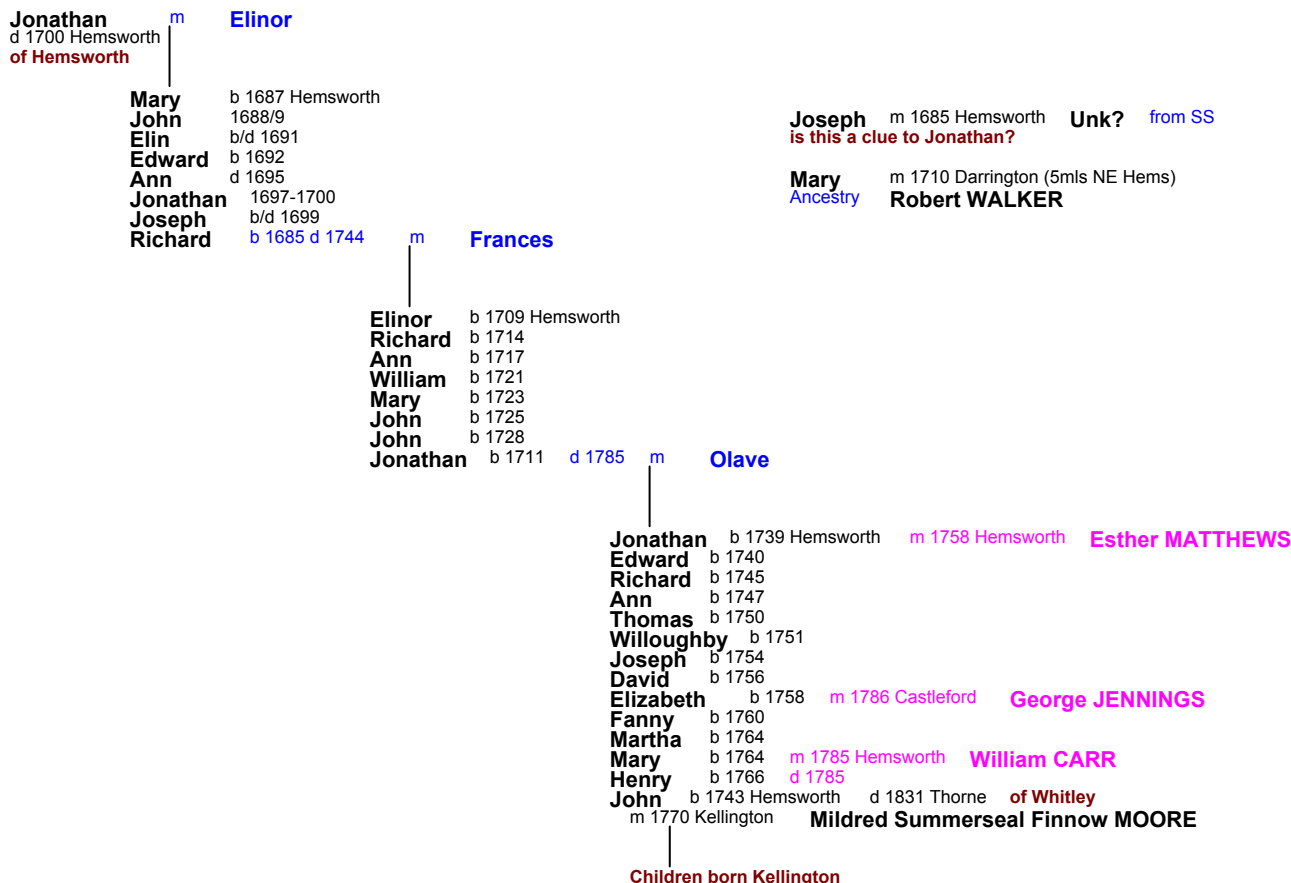 Jonathan m Elinor
d 1700 Hemsworth
of Hemsworth
Mary b 1687 Hemsworth
John 1688/9
Elin b/d 1691
Edward b 1692
Ann d 1695
Jonathan 1697-1700
Joseph b/d 1699
Richard b 1685 d 1744 m Frances
Joseph m 1685 Hemsworth Unk? from SS
is this a clue to Jonathan?
Mary m 1710 Darrington (5mls NE Hems)
Ancestry Robert WALKER
Elinor b 1709 Hemsworth
Richard b 1714
Ann b 1717
William b 1721
Mary b 1723
John b 1725
John b 1728
Jonathan b 1711 d 1785 m Olave
Jonathan b 1739 Hemsworth m 1758 Hemsworth Esther MATTHEWS
Edward b 1740
Richard b 1745
Ann b 1747
Thomas b 1750
Willoughby b 1751
Joseph b 1754
David b 1756
Elizabeth b 1758 m 1786 Castleford George JENNINGS
Fanny b 1760
Martha b 1764
Mary b 1764 m 1785 Hemsworth William CARR
Henry b 1766 d 1785
John b 1743 Hemsworth d 1831 Thorne of Whitley
m 1770 Kellington Mildred Summerseal Finnow MOORE
Children born Kellington